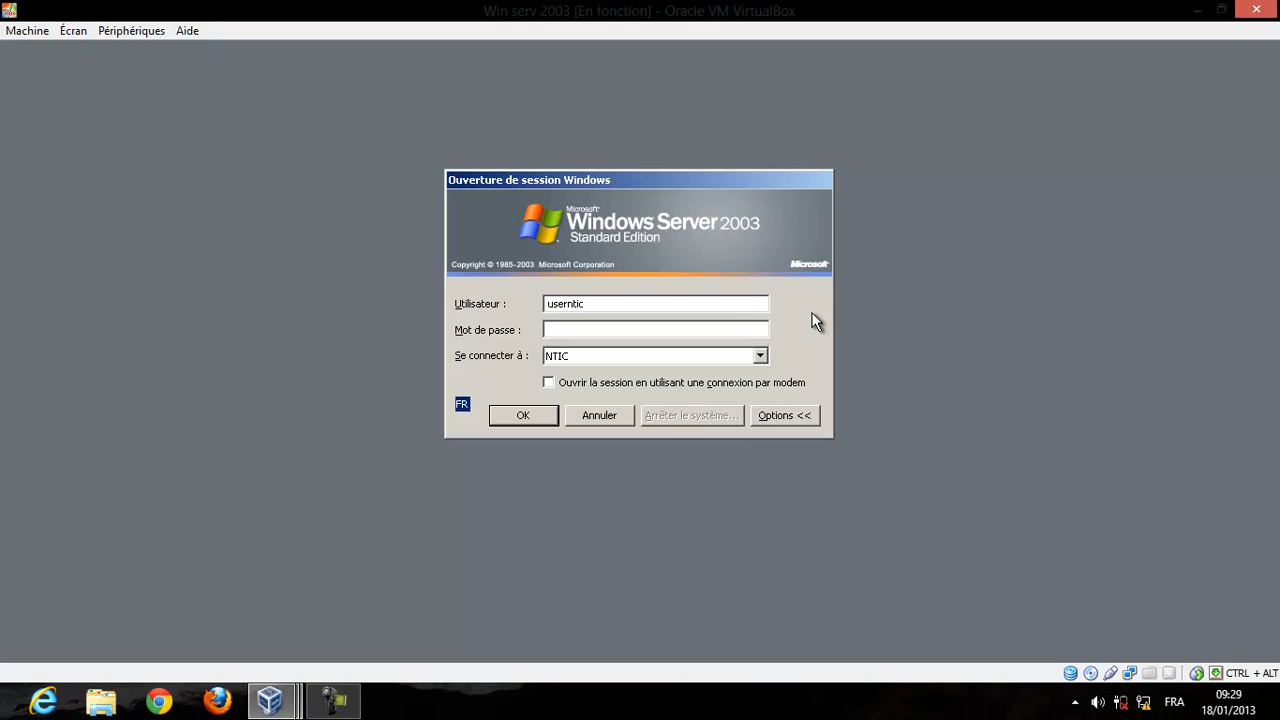 Win serv 2003 [En fonction] - Oracle VM VirtualBox
Machine Écran Périphériques Aide
Ouverture de session Windows
Microsoft
Windows Server 2003
Standard Edition
Copyright © 1985-2003 Microsoft Corporation Microsoft
Utilisateur : userntic
Mot de passe :
Se connecter à : NTIC
Ouvrir la session en utilisant une connexion par modem
FR
OK Annuler Arrêter le système... Options <<
CTRL + ALT
FRA
09:29
18/01/2013